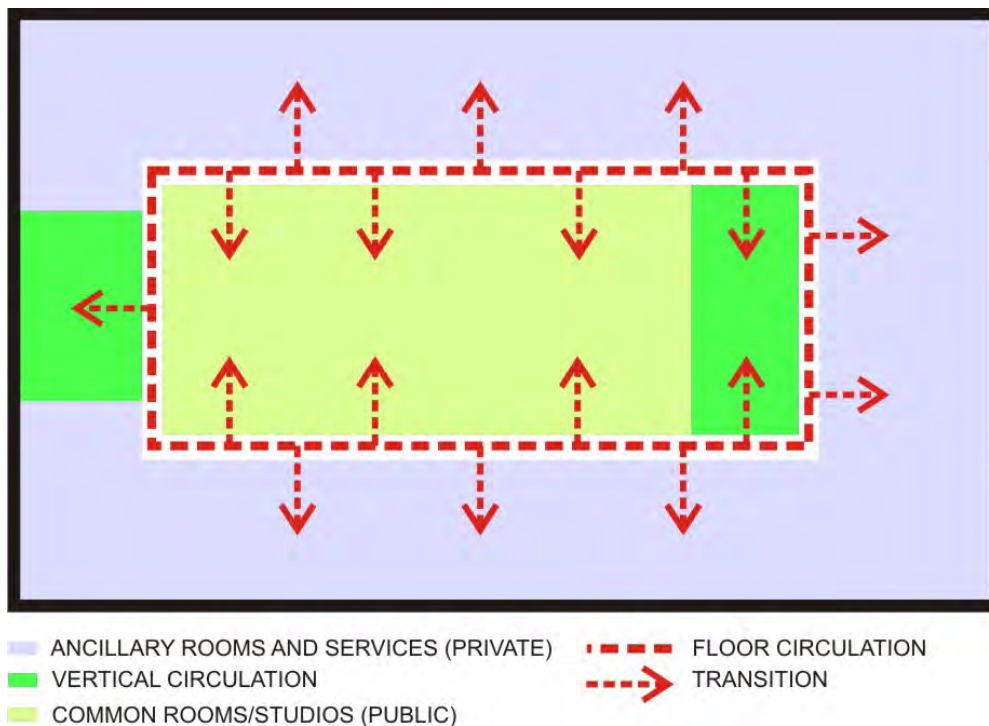 ANCILLARY ROOMS AND SERVICES (PRIVATE)
VERTICAL CIRCULATION
COMMON ROOMS/STUDIOS (PUBLIC)
FLOOR CIRCULATION
TRANSITION